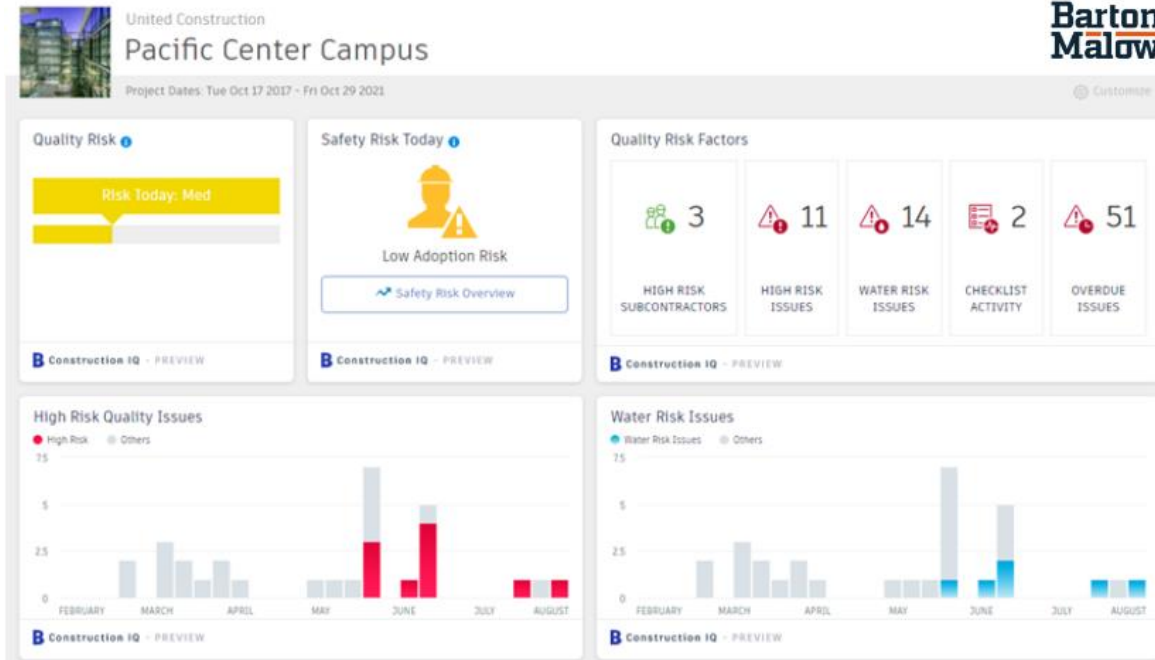 United Construction
Pacific Center Campus
Barton
Malow
Project Dates: Tue Oct 17 2017 - Fri Oct 29 2021
Customize
Quality Risk
Risk Today: Med
Construction IQ - PREVIEW
Safety Risk Today
Low Adoption Risk
Safety Risk Overview
Construction IQ - PREVIEW
Quality Risk Factors
3
HIGH RISK
SUBCONTRACTORS
11
HIGH RISK
ISSUES
14
WATER RISK
ISSUES
2
CHECKLIST
ACTIVITY
51
OVERDUE
ISSUES
Construction IQ - PREVIEW
High Risk Quality Issues
High Risk Others
7.5
5
2.5
0
FEBRUARY MARCH APRIL MAY JUNE JULY AUGUST
Construction IQ - PREVIEW
Water Risk Issues
Water Risk Issues Others
7.5
5
2.5
0
FEBRUARY MARCH APRIL MAY JUNE JULY AUGUST
Construction IQ - PREVIEW